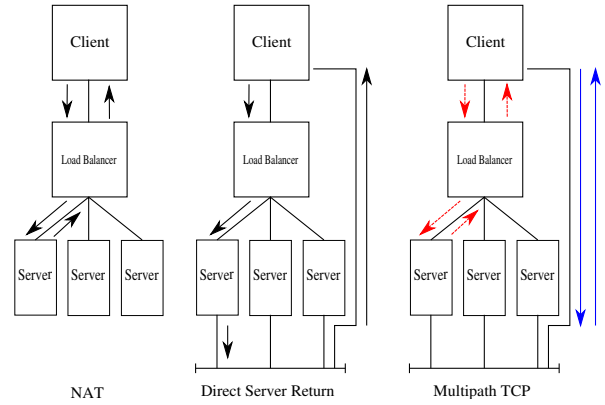 Client
Client
Client
Load Balancer
Load Balancer
Load Balancer
Server
Server
Server
Server
Server
Server
Server
Server
Server
NAT
Direct Server Return
Multipath TCP